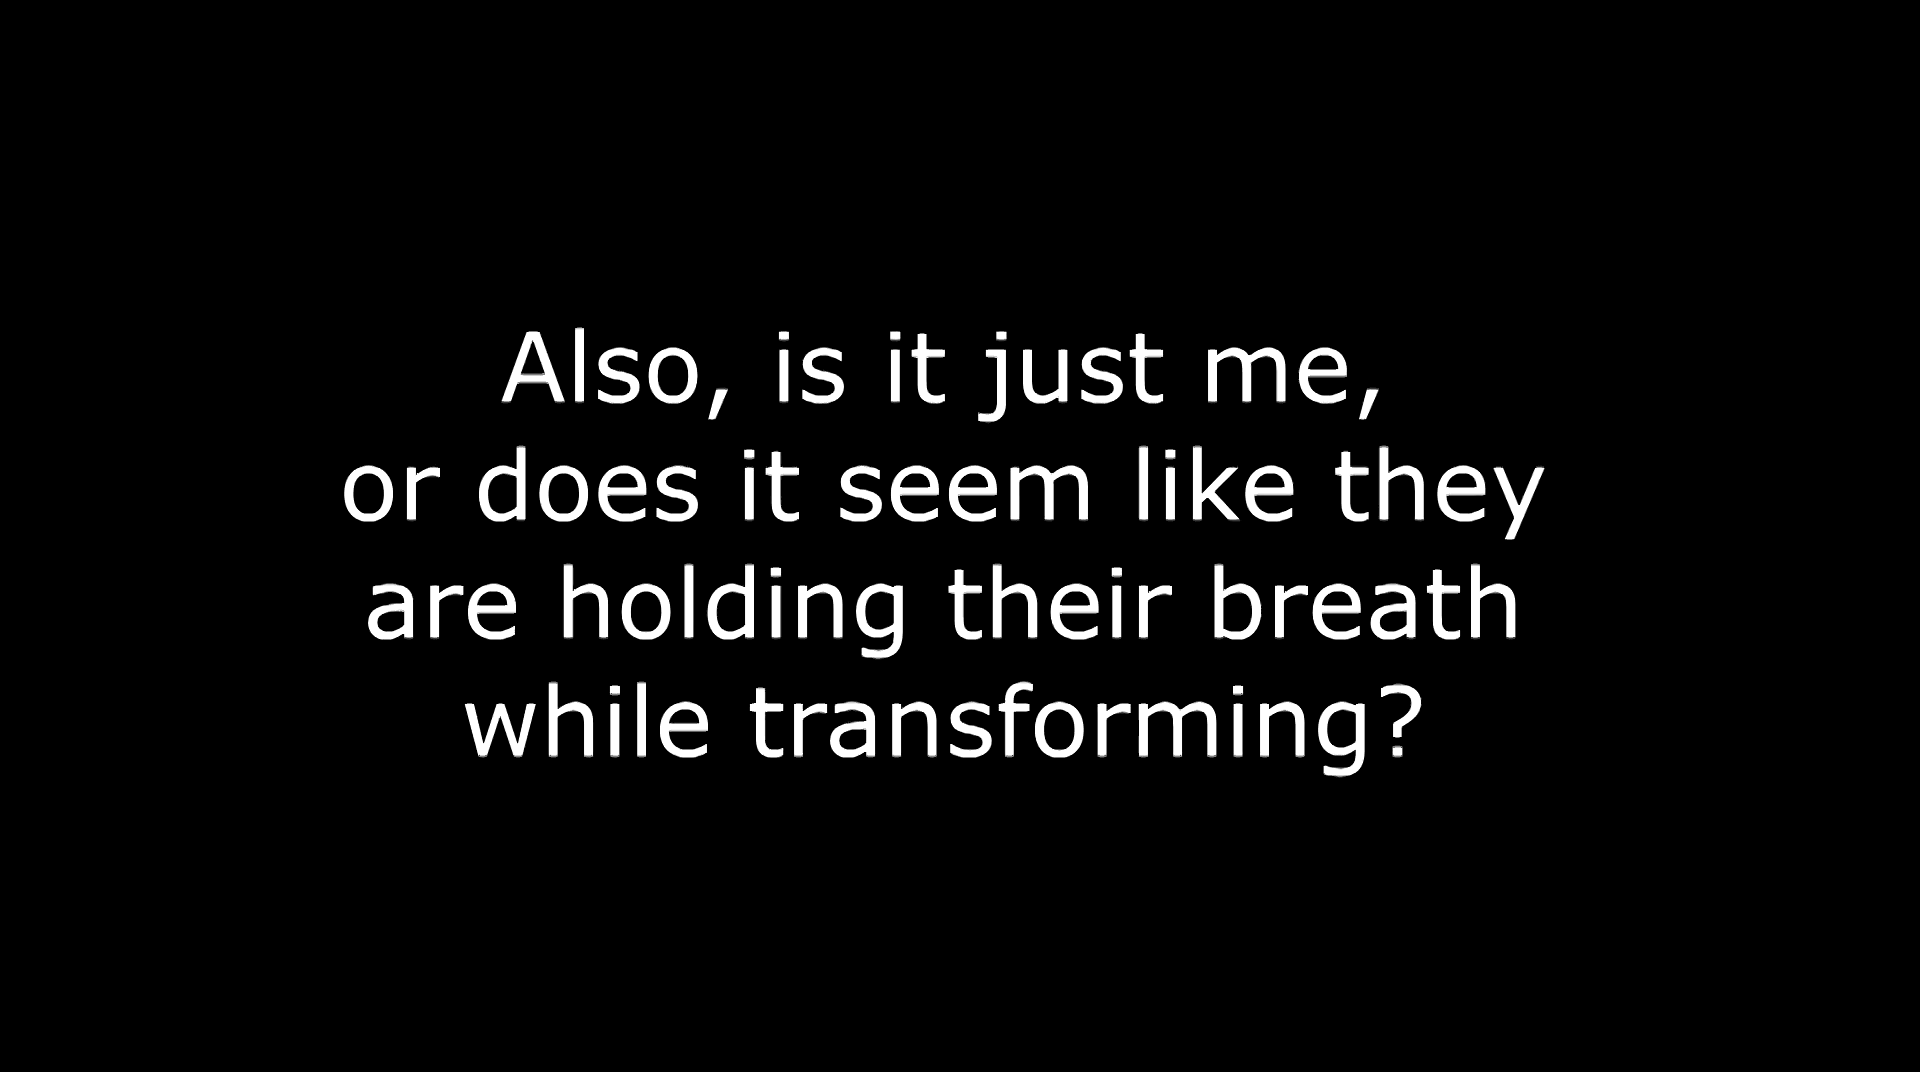 Also, is it just me,
or does it seem like they
are holding their breath
while transforming?